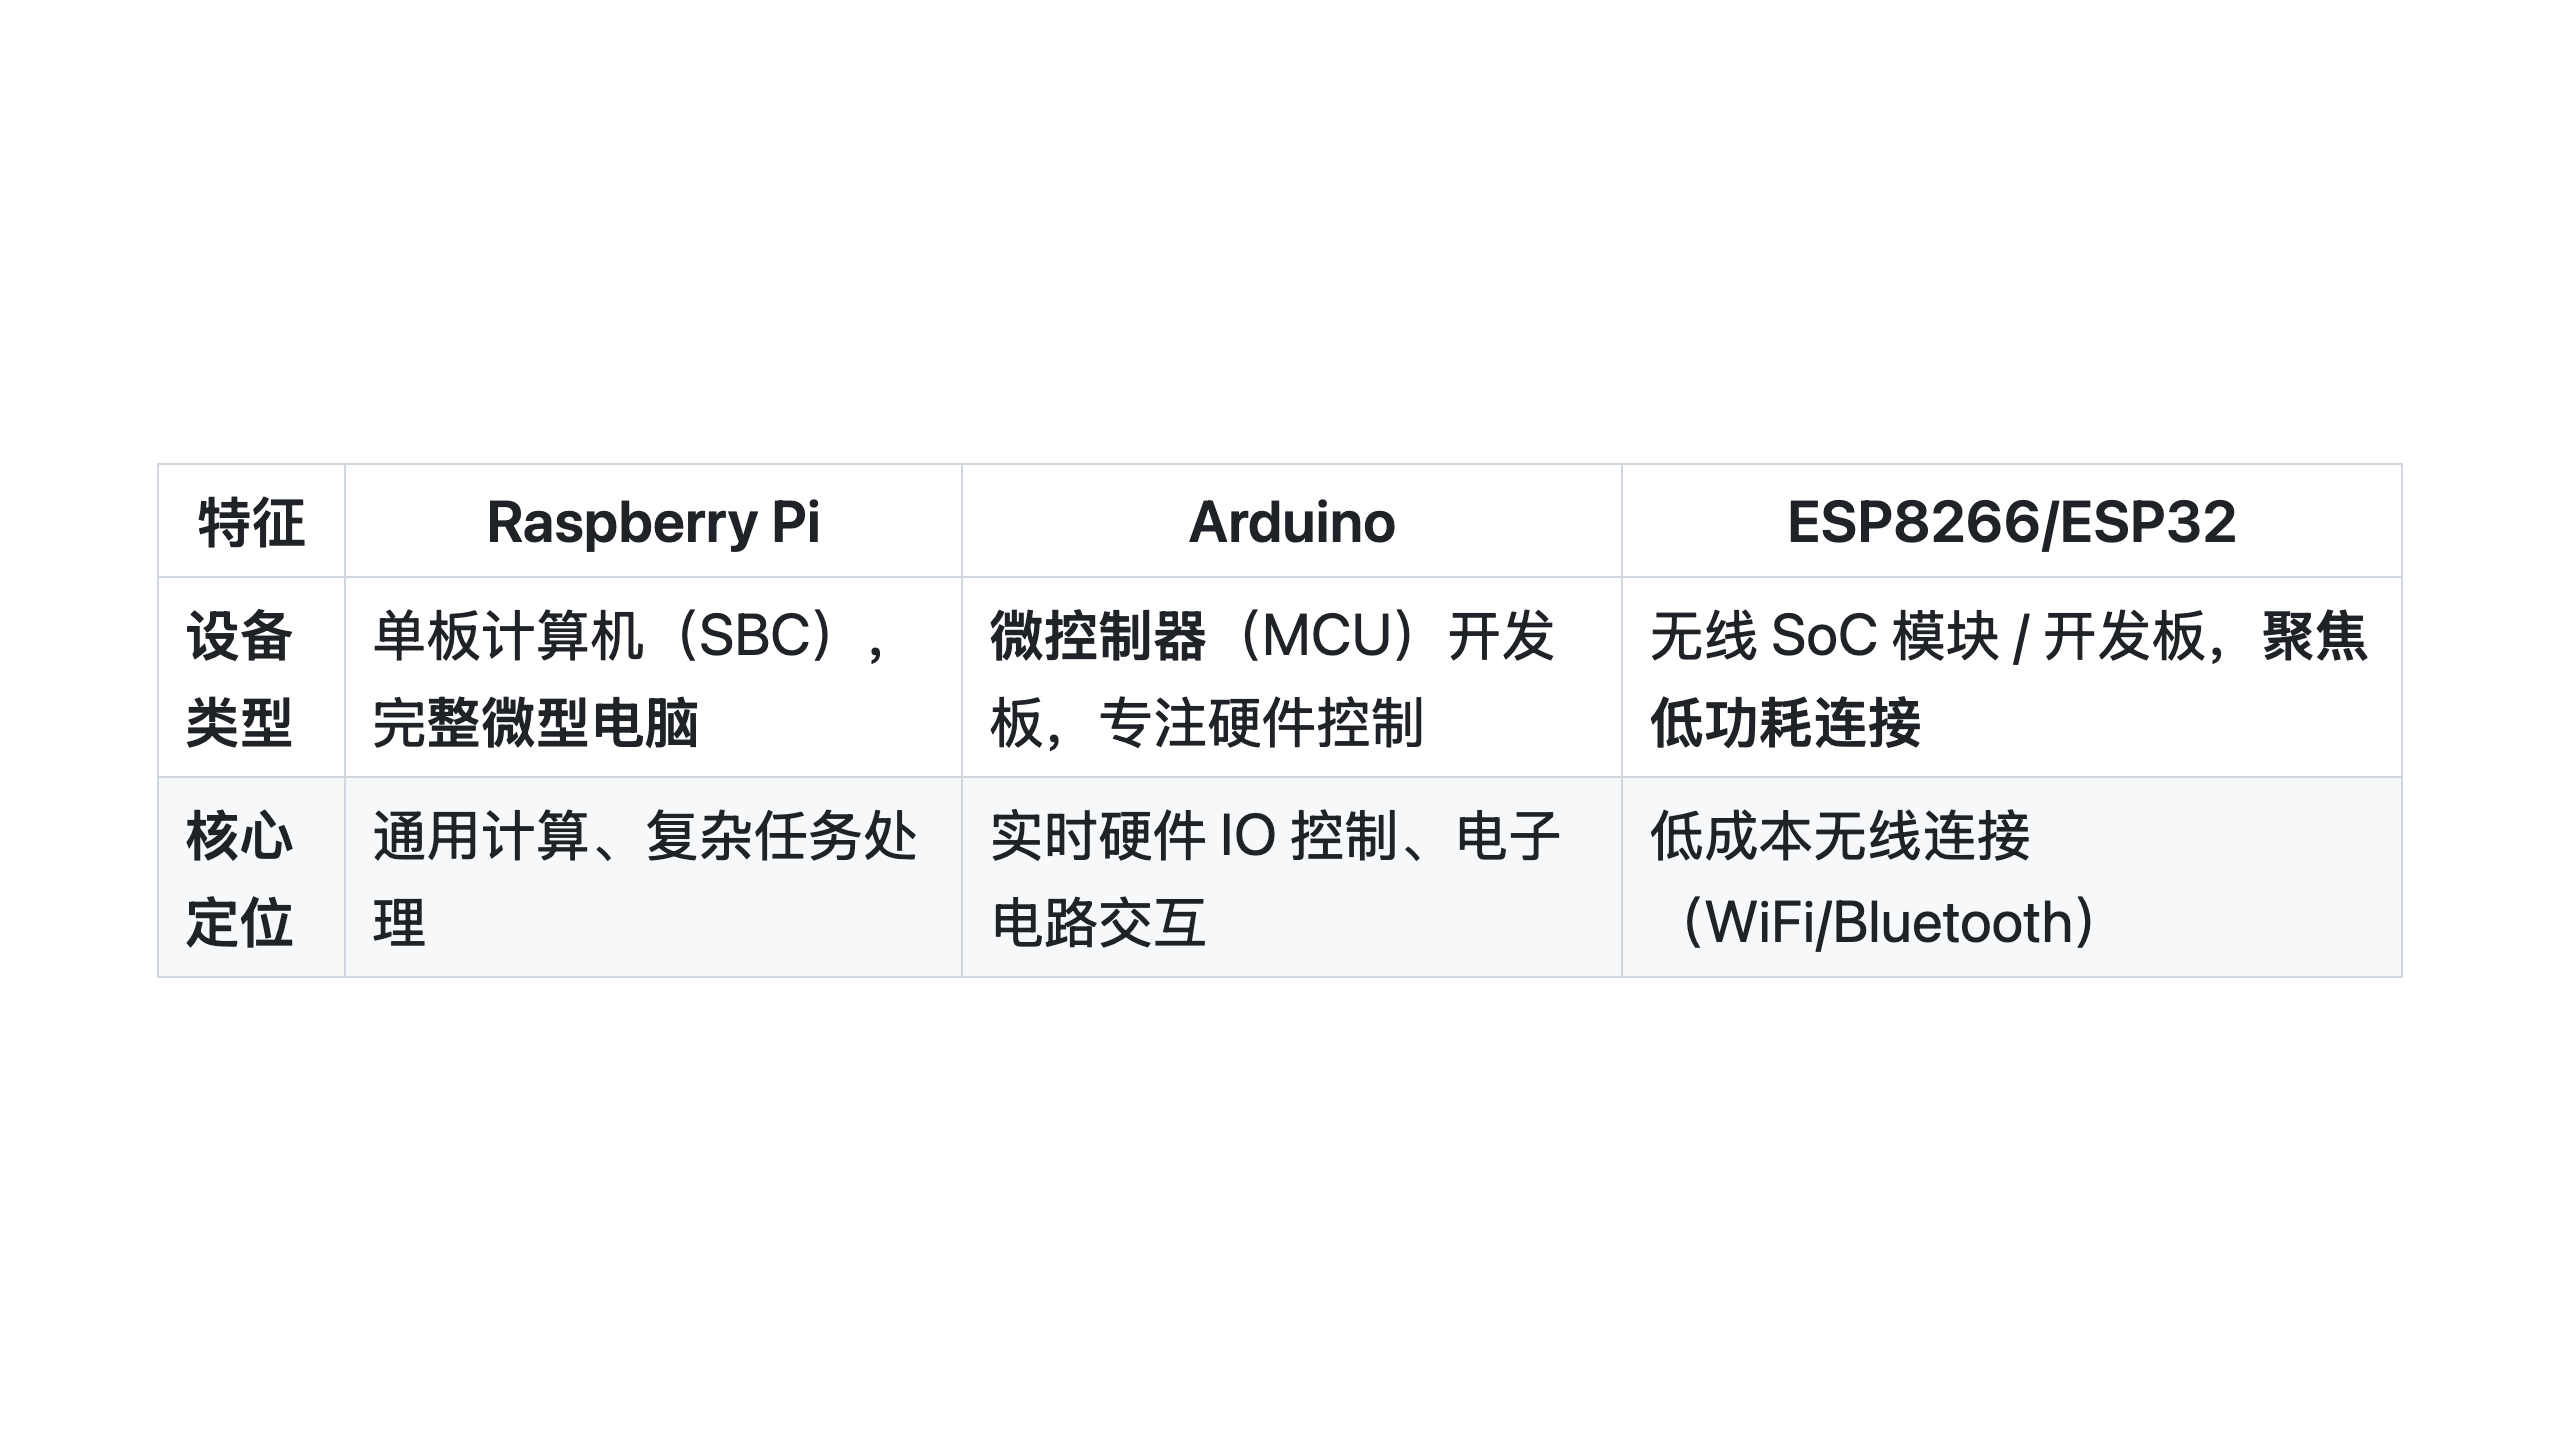 特征 Raspberry Pi Arduino ESP8266/ESP32
设备
类型
单板计算机（SBC），
完整微型电脑
微控制器（MCU）开发
板，专注硬件控制
无线 SoC 模块 / 开发板，聚焦
低功耗连接
核心
定位
通用计算、复杂任务处
理
实时硬件 IO 控制、电子
电路交互
低成本无线连接
（WiFi/Bluetooth）